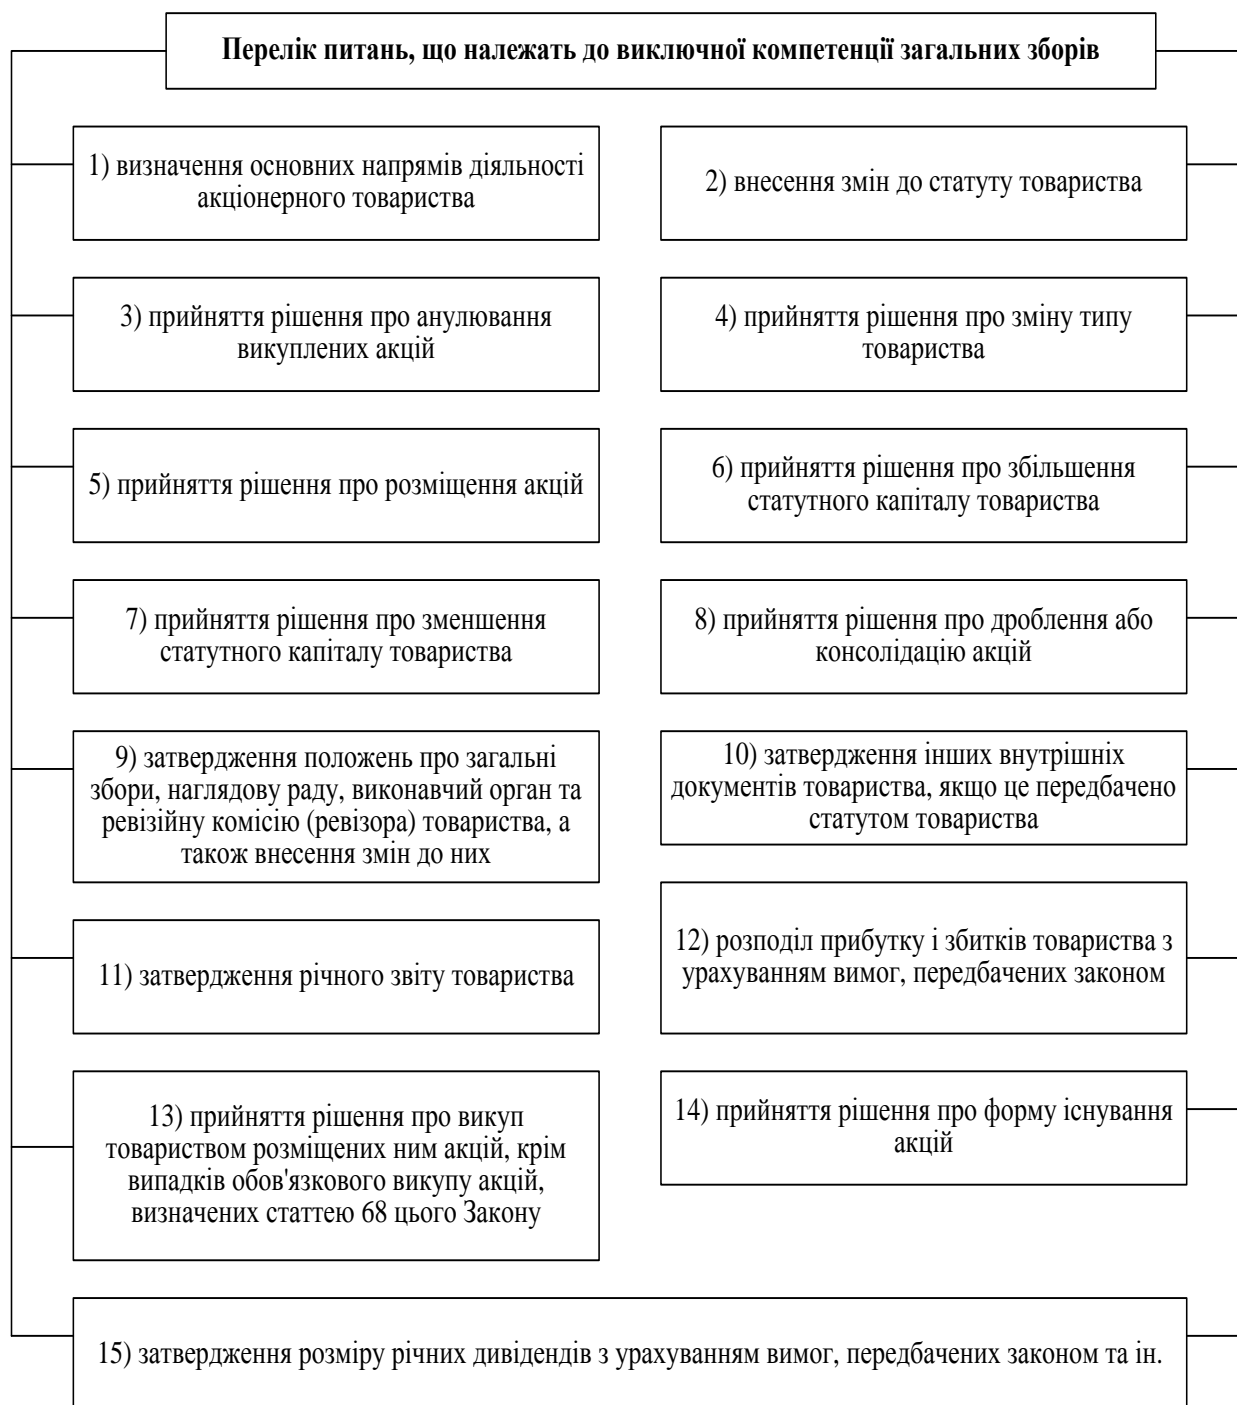 Перелік питань, що належать до виключної компетенції загальних зборів
1) визначення основних напрямів діяльності
акціонерного товариства
2) внесення змін до статуту товариства
3) прийняття рішення про анулювання
викуплених акцій
4) прийняття рішення про зміну типу
товариства
5) прийняття рішення про розміщення акцій
6) прийняття рішення про збільшення
статутного капіталу товариства
7) прийняття рішення про зменшення
статутного капіталу товариства
8) прийняття рішення про дроблення або
консолідацію акцій
9) затвердження положень про загальні
збори, наглядову раду, виконавчий орган та
ревізійну комісію (ревізора) товариства, а
також внесення змін до них
10) затвердження інших внутрішніх
документів товариства, якщо це передбачено
статутом товариства
11) затвердження річного звіту товариства
12) розподіл прибутку і збитків товариства з
урахуванням вимог, передбачених законом
13) прийняття рішення про викуп
товариством розміщених ним акцій, крім
випадків обов'язкового викупу акцій,
визначених статтею 68 цього Закону
14) прийняття рішення про форму існування
акцій
15) затвердження розміру річних дивідендів з урахуванням вимог, передбачених законом та ін.